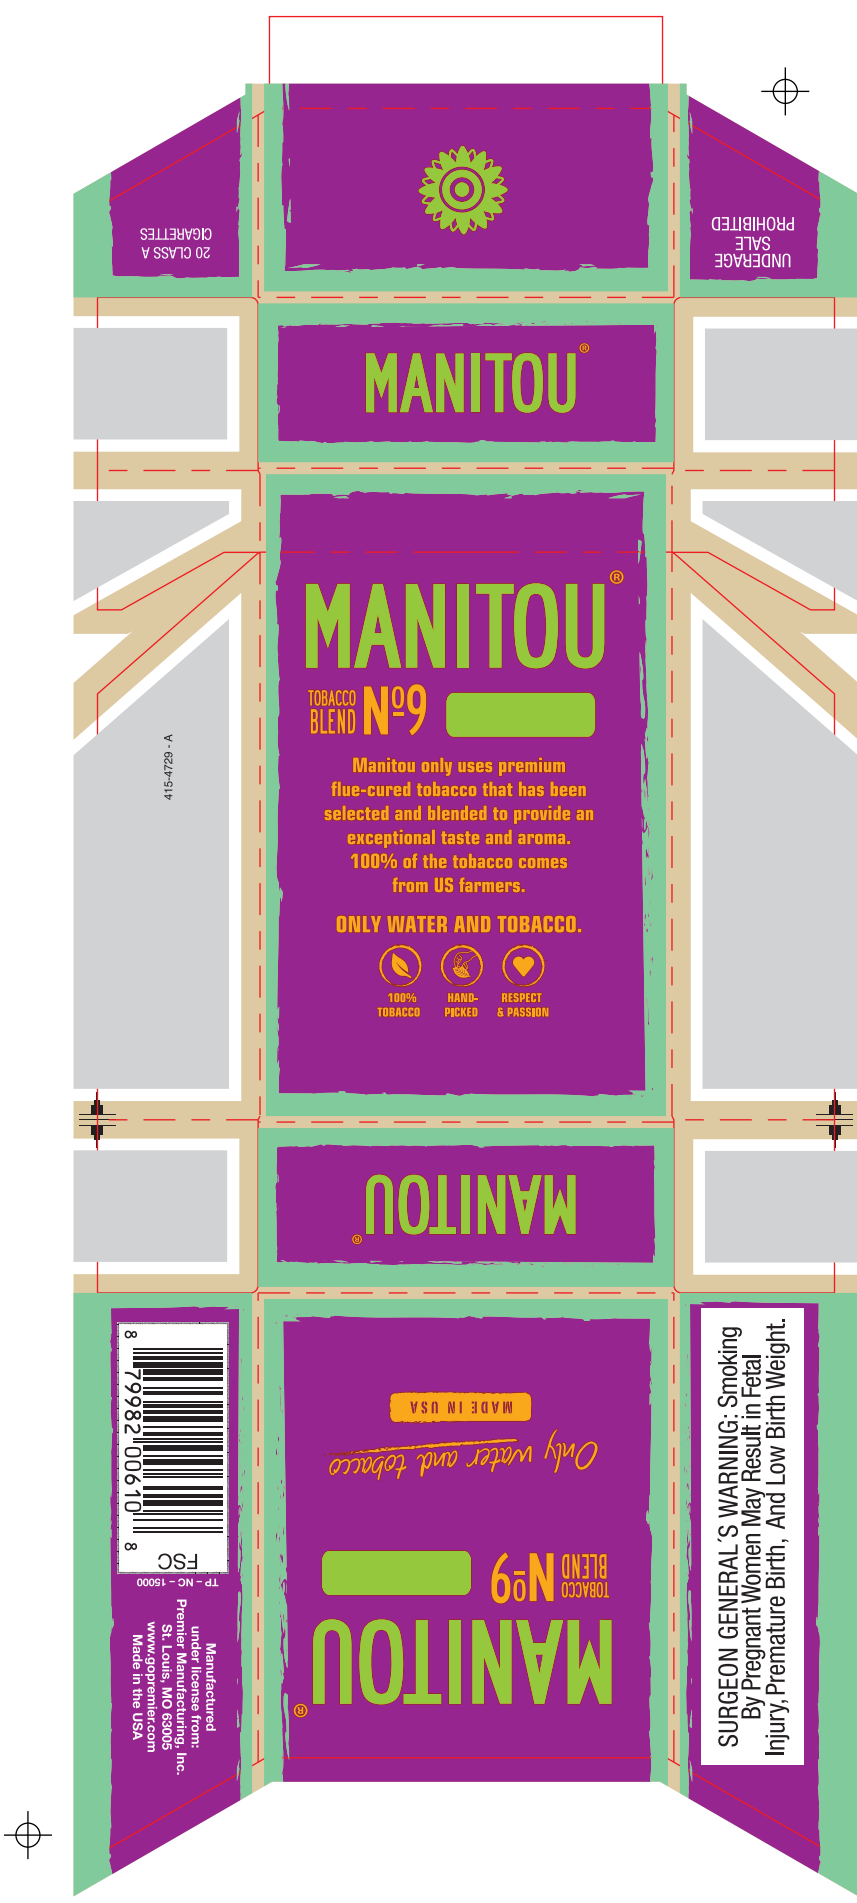 20 CLASS A
CIGARETTES
UNDERAGE
SALE
PROHIBITED
MANITOU®
MANITOU®
TOBACCO
BLEND
Nº9
Manitou only uses premium
flue-cured tobacco that has been
selected and blended to provide an
exceptional taste and aroma.
100% of the tobacco comes
from US farmers.
ONLY WATER AND TOBACCO.
100%
TOBACCO
HAND-
PICKED
RESPECT
& PASSION
415-4729 - A
MANITOU®
MANITOU®
TOBACCO
BLEND
Nº9
Only water and tobacco
MADE IN USA
8 79982 00610 8
FSC
TP – NC – 15000
Manufactured
under license from:
Premier Manufacturing, Inc.
St. Louis, MO 63005
www.gopremier.com
Made in the USA
SURGEON GENERAL´S WARNING: Smoking
By Pregnant Women May Result in Fetal
Injury, Premature Birth, And Low Birth Weight.